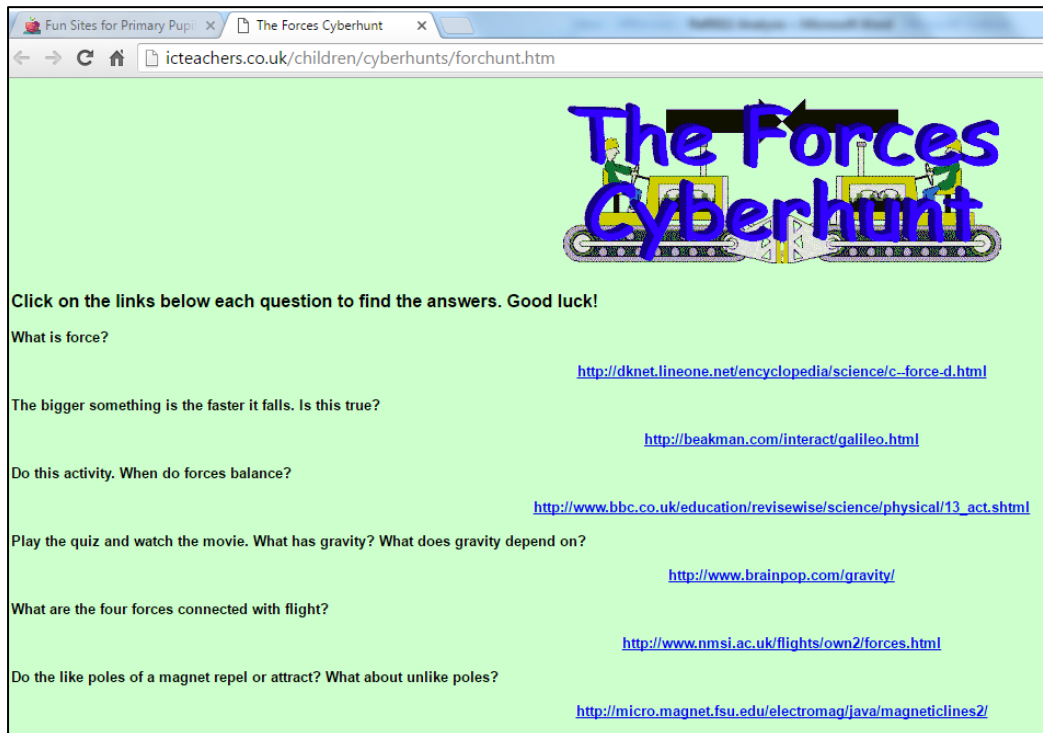 Fun Sites for Primary Pupi
The Forces Cyberhunt
icteachers.co.uk/children/cyberhunts/forchunt.htm
The Forces
Cyberhunt
Click on the links below each question to find the answers. Good luck!
What is force?
http://dknet.lineone.net/encyclopedia/science/c--force-d.html
The bigger something is the faster it falls. Is this true?
http://beakman.com/interact/galileo.html
Do this activity. When do forces balance?
http://www.bbc.co.uk/education/revisewise/science/physical/13_act.shtml
Play the quiz and watch the movie. What has gravity? What does gravity depend on?
http://www.brainpop.com/gravity/
What are the four forces connected with flight?
http://www.nmsi.ac.uk/flights/own2/forces.html
Do the like poles of a magnet repel or attract? What about unlike poles?
http://micro.magnet.fsu.edu/electromag/java/magneticlines2/